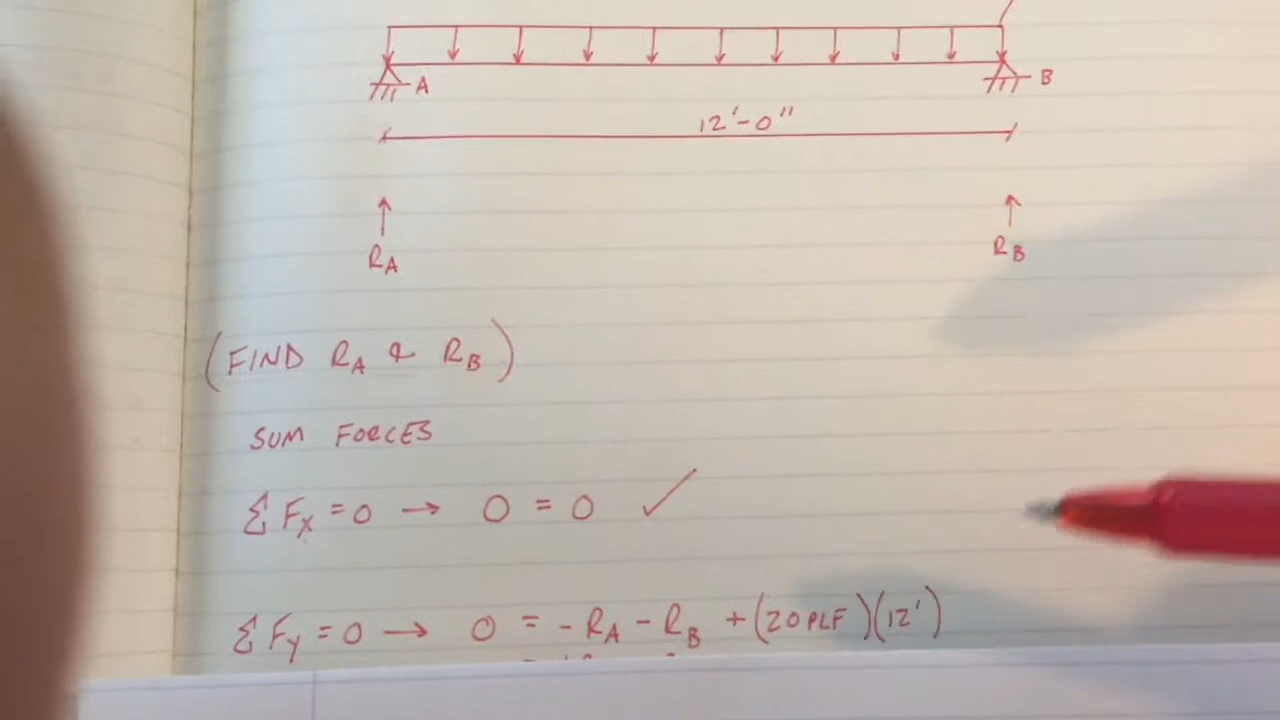 A B
12'-0"
RA RB
(FIND RA & RB)
SUM FORCES
ΣFx = 0 → 0 = 0 ✓
ΣFy = 0 → 0 = - RA - RB + (20 PLF)(12')